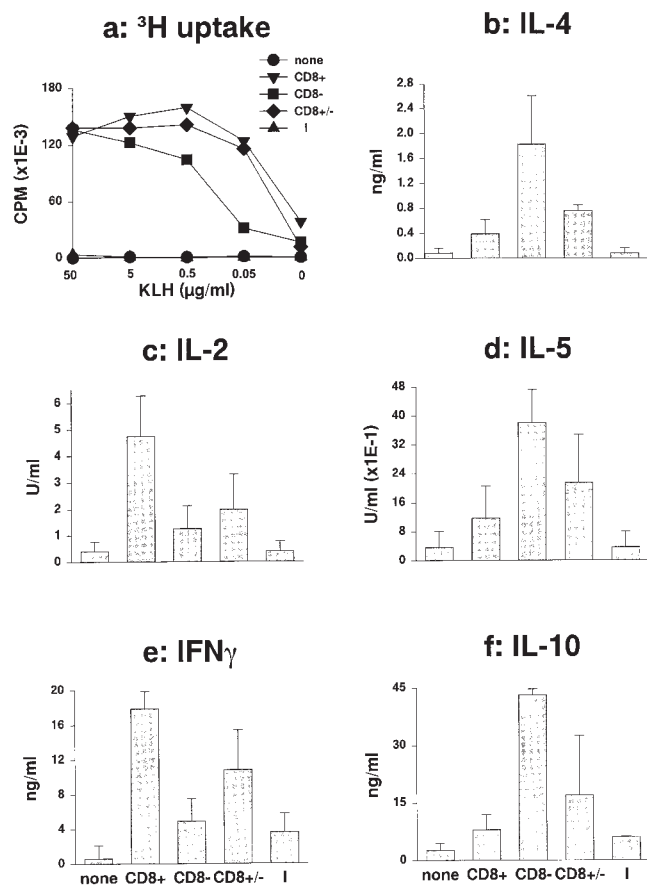 a: ³H uptake
none
CD8+
CD8-
CD8+/-
I
180
120
60
0
CPM (x1E-3)
50 5 0.5 0.05 0
KLH (µg/ml)
b: IL-4
2.8
2.4
2.0
1.6
1.2
0.8
0.4
0.0
ng/ml
c: IL-2
6
5
4
3
2
1
0
U/ml
d: IL-5
48
36
24
12
0
U/ml (x1E-1)
e: IFNγ
20
16
12
8
4
0
ng/ml
none CD8+ CD8- CD8+/- I
f: IL-10
45
30
15
0
ng/ml
none CD8+ CD8- CD8+/- I